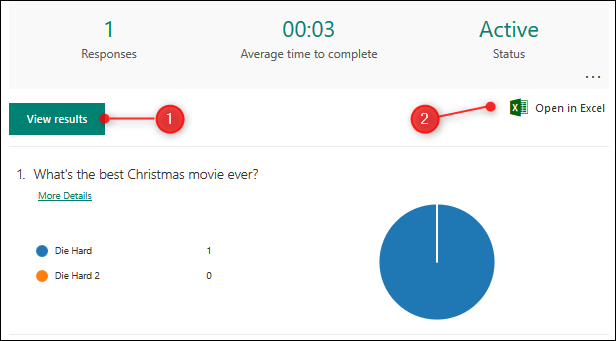 1 00:03 Active
Responses Average time to complete Status
...
View results 1 2 Open in Excel
1. What's the best Christmas movie ever?
More Details
Die Hard 1
Die Hard 2 0